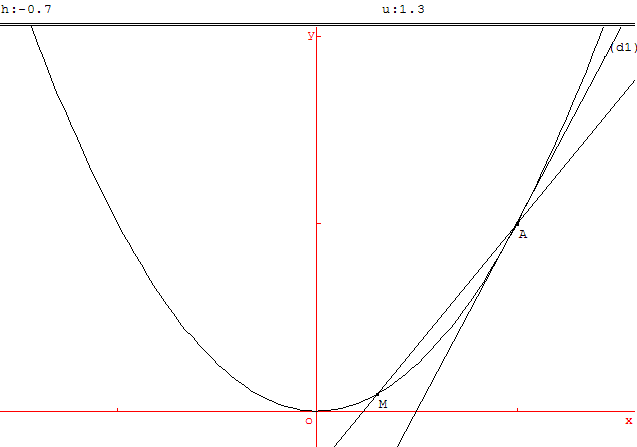 h:-0.7 u:1.3
y
(d1)
A
M
o x